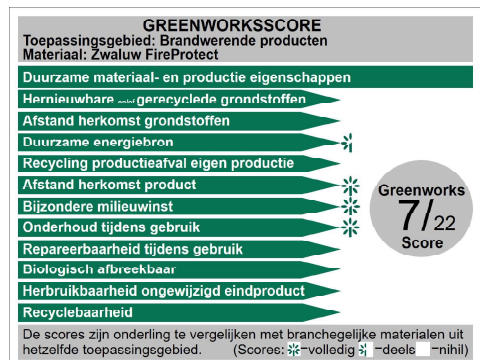 GREENWORKSSCORE
Toepassingsgebied: Brandwerende producten
Materiaal: Zwaluw FireProtect
Duurzame materiaal- en productie eigenschappen
Hernieuwbare en/of gerecyclede grondstoffen
Afstand herkomst grondstoffen
Duurzame energiebron
Recycling productieafval eigen productie
Afstand herkomst product
Bijzondere milieuwinst
Onderhoud tijdens gebruik
Repareerbaarheid tijdens gebruik
Biologisch afbreekbaar
Herbruikbaarheid ongewijzigd eindproduct
Recyclebaarheid
Greenworks
7/22
Score
De scores zijn onderling te vergelijken met branchegelijke materialen uit
hetzelfde toepassingsgebied. (Scores: =volledig =deels =nihil)